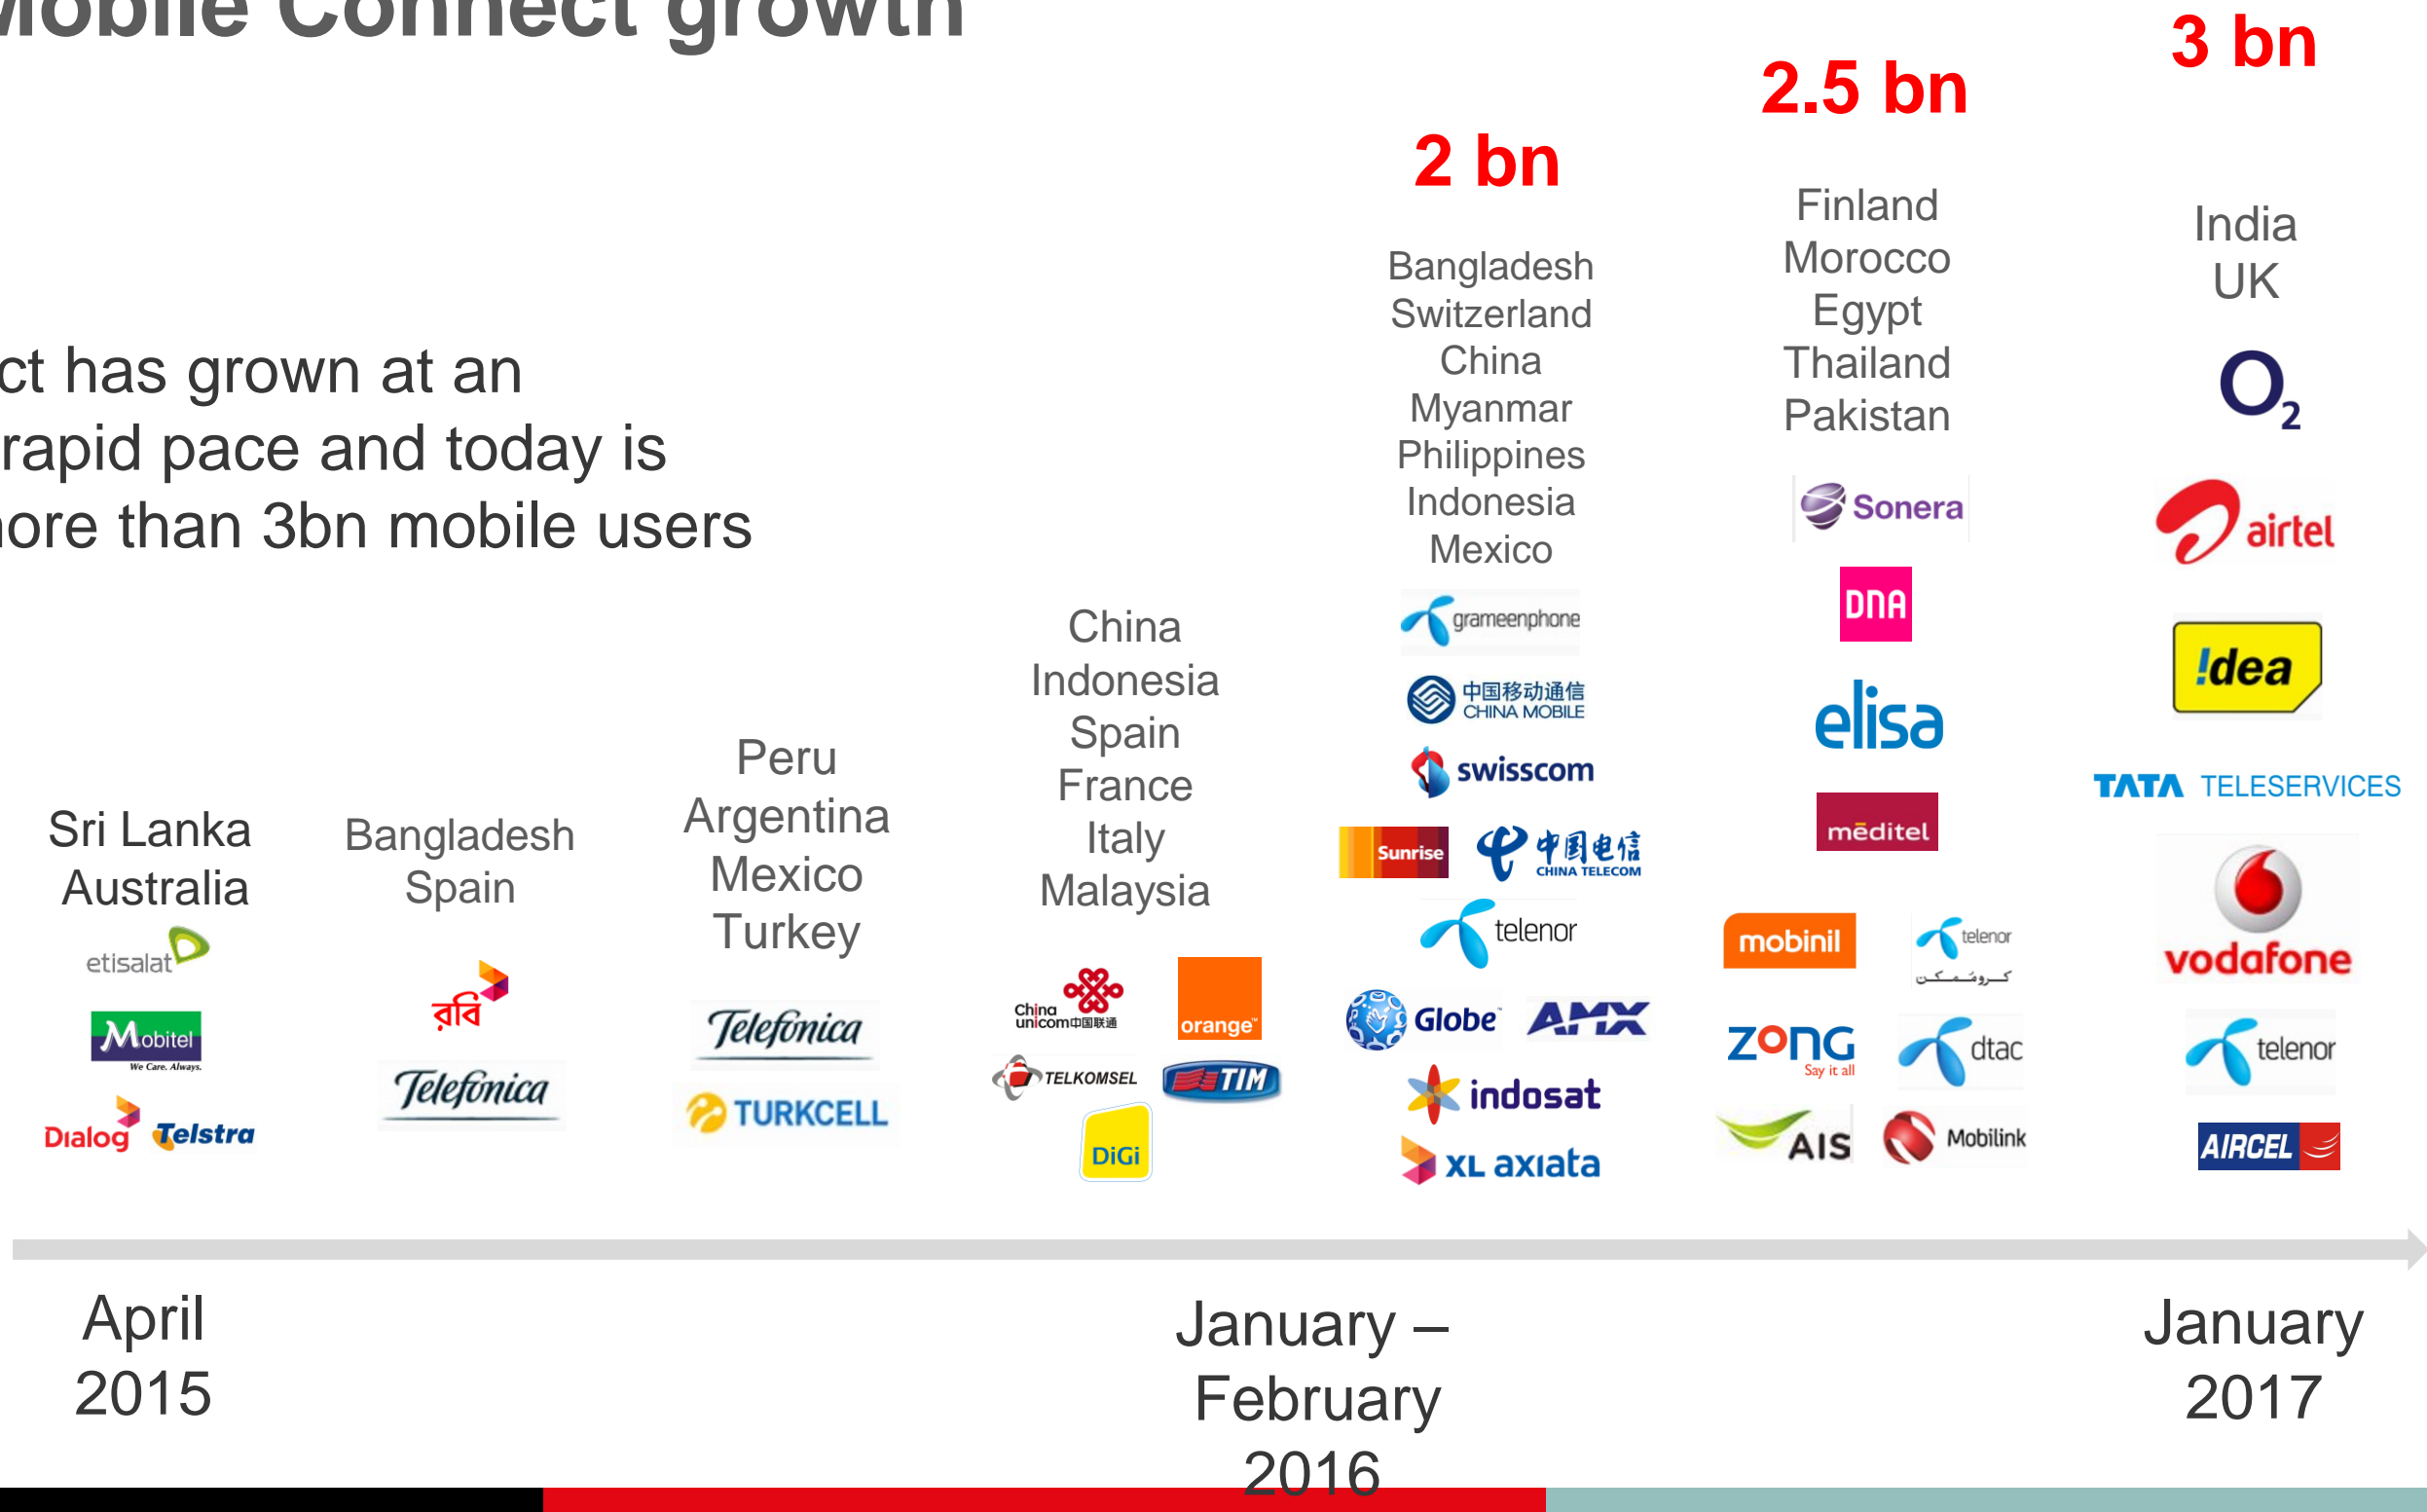 Mobile Connect growth
3 bn
2.5 bn
2 bn
ct has grown at an
rapid pace and today is
more than 3bn mobile users
Sri Lanka
Australia
etisalat
Mobitel
We Care. Always.
Dialog
Telstra
Bangladesh
Spain
রবি
Telefónica
Peru
Argentina
Mexico
Turkey
Telefónica
TURKCELL
China
Indonesia
Spain
France
Italy
Malaysia
China
unicom中国联通
orange™
TELKOMSEL
TIM
DiGi
Bangladesh
Switzerland
China
Myanmar
Philippines
Indonesia
Mexico
grameenphone
中国移动通信
CHINA MOBILE
swisscom
Sunrise
中国电信
CHINA TELECOM
telenor
Globe
AMX
indosat
XL axiata
Finland
Morocco
Egypt
Thailand
Pakistan
Sonera
DNA
elisa
mēditel
mobinil
telenor
zong
Say it all
dtac
AIS
Mobilink
India
UK
O2
airtel
!dea
TATA TELESERVICES
vodafone
telenor
AIRCEL
April
2015
January –
February
2016
January
2017